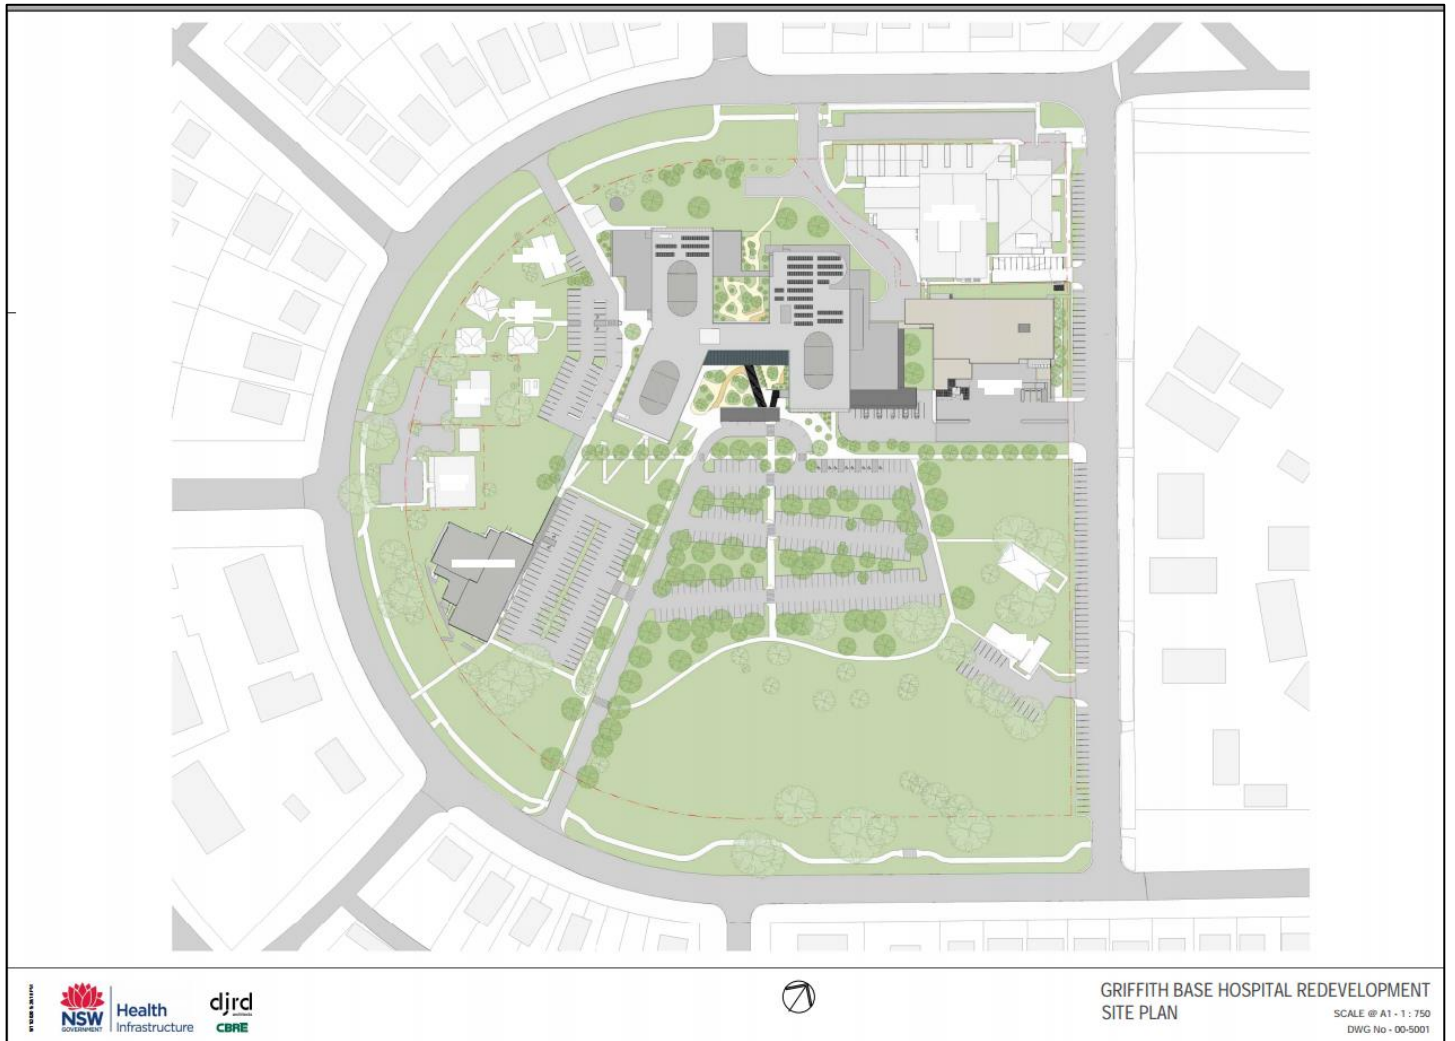 NSW
GOVERNMENT
Health
Infrastructure
djrd
architects
CBRE
GRIFFITH BASE HOSPITAL REDEVELOPMENT
SITE PLAN
SCALE @ A1 - 1 : 750
DWG No - 00-5001